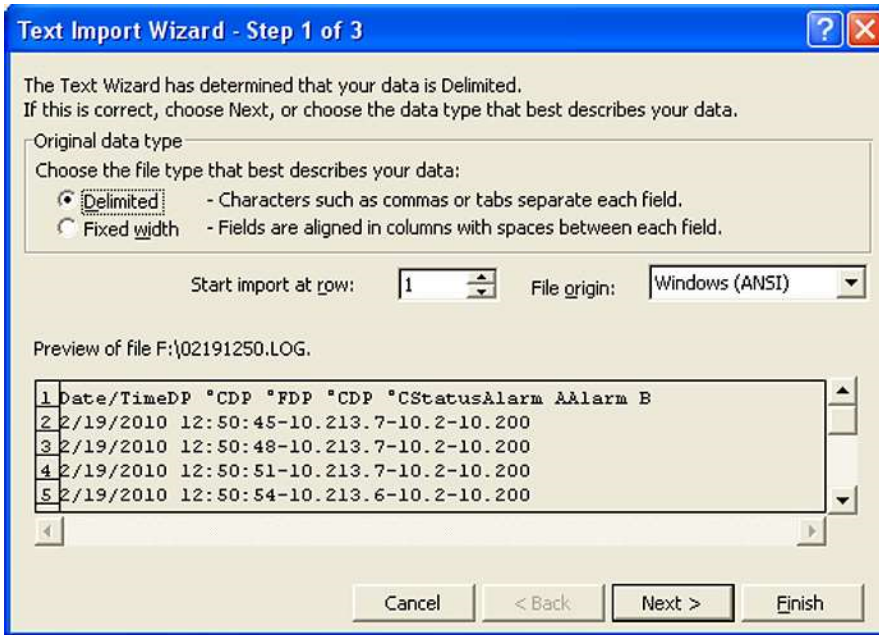 Text Import Wizard - Step 1 of 3
The Text Wizard has determined that your data is Delimited.
If this is correct, choose Next, or choose the data type that best describes your data.
Original data type
Choose the file type that best describes your data:
Delimited - Characters such as commas or tabs separate each field.
Fixed width - Fields are aligned in columns with spaces between each field.
Start import at row: 1 File origin: Windows (ANSI)
Preview of file F:\02191250.LOG.
1 Date/TimeDP °CDP °FDP °CDP °CStatusAlarm AAlarm B
2 2/19/2010 12:50:45-10.213.7-10.2-10.200
3 2/19/2010 12:50:48-10.213.7-10.2-10.200
4 2/19/2010 12:50:51-10.213.7-10.2-10.200
5 2/19/2010 12:50:54-10.213.6-10.2-10.200
Cancel < Back Next > Finish